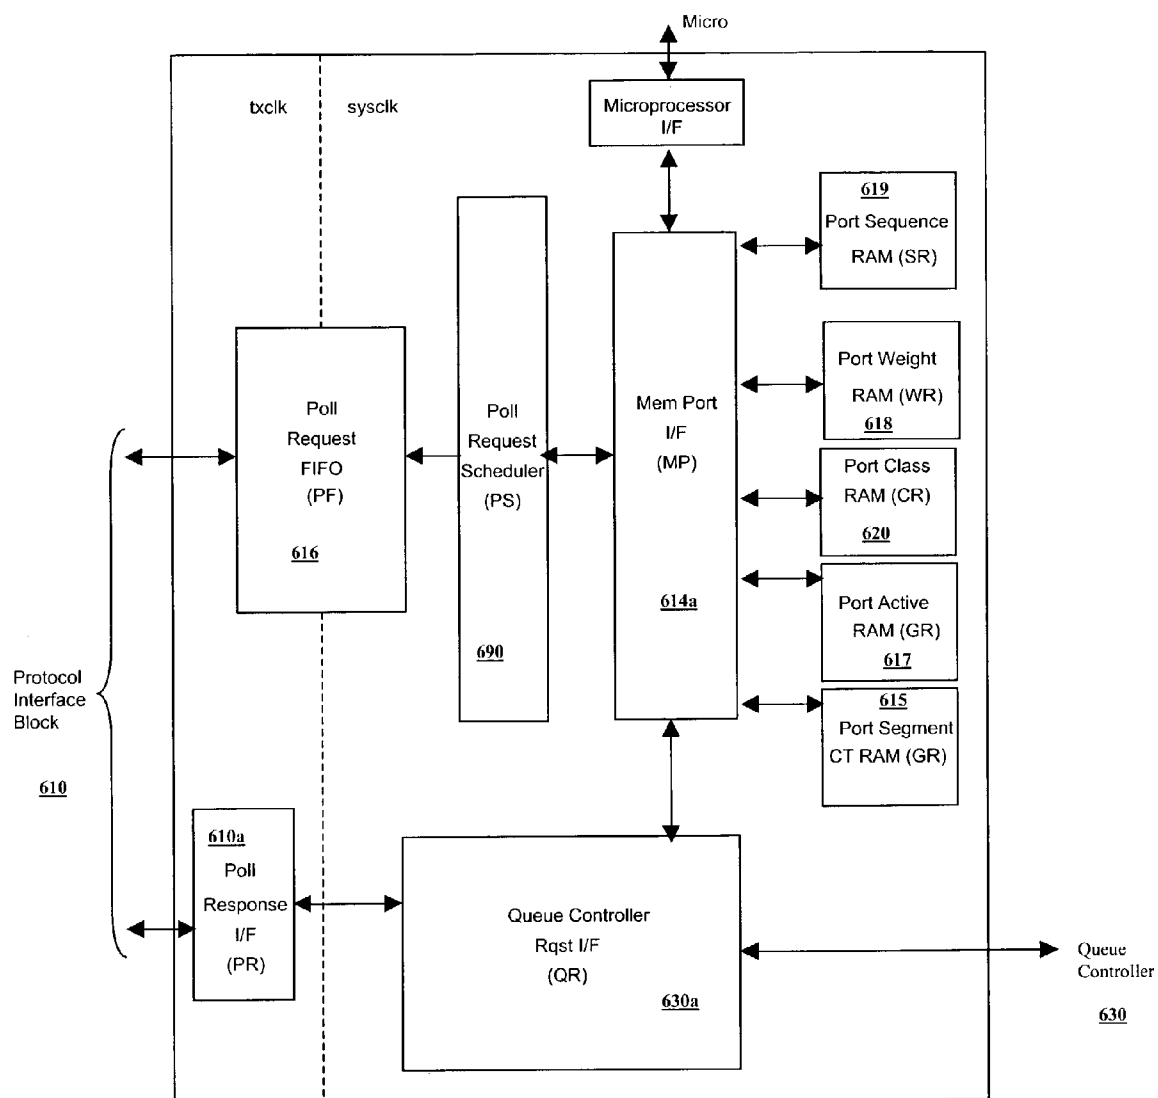 Micro
txclk
sysclk
Microprocessor
I/F
619
Port Sequence
RAM (SR)
Port Weight
RAM (WR)
618
Port Class
RAM (CR)
620
Port Active
RAM (GR)
617
615
Port Segment
CT RAM (GR)
Mem Port
I/F
(MP)
614a
Poll
Request
Scheduler
(PS)
690
Poll
Request
FIFO
(PF)
616
Protocol
Interface
Block
610
610a
Poll
Response
I/F
(PR)
Queue Controller
Rqst I/F
(QR)
630a
Queue
Controller
630